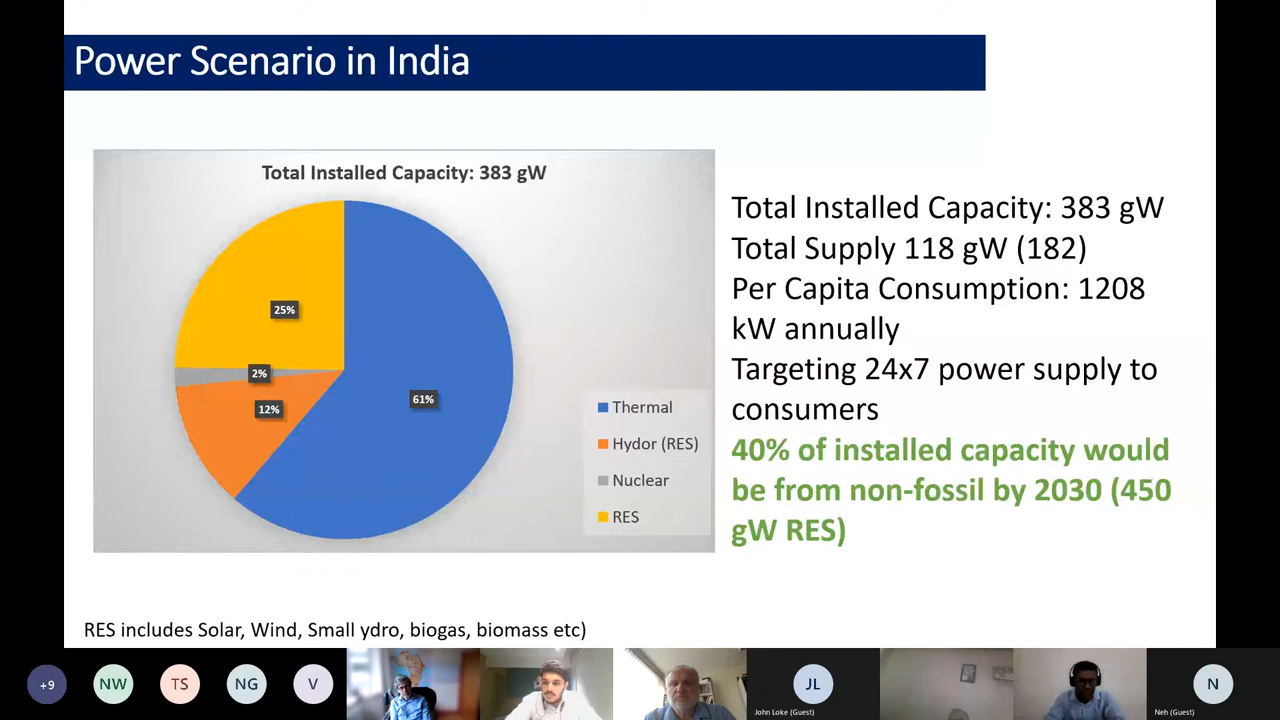 Power Scenario in India
Total Installed Capacity: 383 gW
25%
2%
12%
61%
Thermal
Hydor (RES)
Nuclear
RES
Total Installed Capacity: 383 gW
Total Supply 118 gW (182)
Per Capita Consumption: 1208
kW annually
Targeting 24x7 power supply to
consumers
40% of installed capacity would
be from non-fossil by 2030 (450
gW RES)
RES includes Solar, Wind, Small ydro, biogas, biomass etc)
+9
NW
TS
NG
V
JL
John Loke (Guest)
N
Neh (Guest)